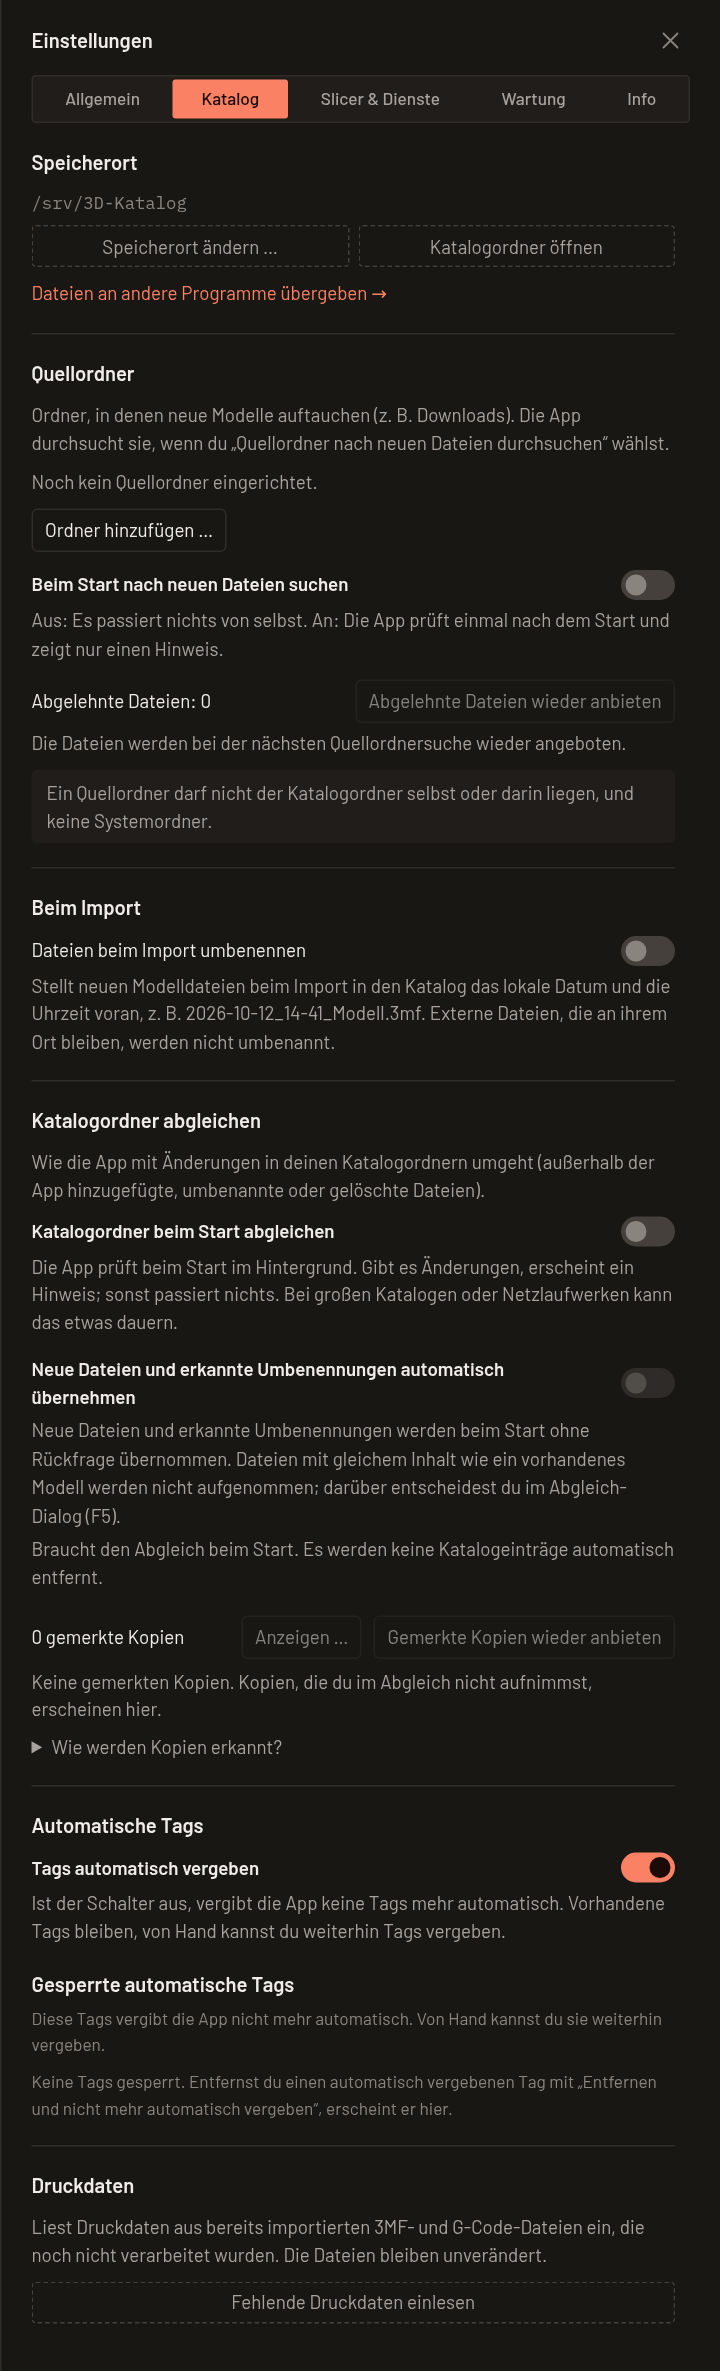 Einstellungen
Allgemein
Katalog
Slicer & Dienste
Wartung
Info
Speicherort
/srv/3D-Katalog
Speicherort ändern ...
Katalogordner öffnen
Dateien an andere Programme übergeben →
Quellordner
Ordner, in denen neue Modelle auftauchen (z. B. Downloads). Die App
durchsucht sie, wenn du „Quellordner nach neuen Dateien durchsuchen“ wählst.
Noch kein Quellordner eingerichtet.
Ordner hinzufügen ...
Beim Start nach neuen Dateien suchen
Aus: Es passiert nichts von selbst. An: Die App prüft einmal nach dem Start und
zeigt nur einen Hinweis.
Abgelehnte Dateien: 0
Abgelehnte Dateien wieder anbieten
Die Dateien werden bei der nächsten Quellordnersuche wieder angeboten.
Ein Quellordner darf nicht der Katalogordner selbst oder darin liegen, und
keine Systemordner.
Beim Import
Dateien beim Import umbenennen
Stellt neuen Modelldateien beim Import in den Katalog das lokale Datum und die
Uhrzeit voran, z. B. 2026-10-12_14-41_Modell.3mf. Externe Dateien, die an ihrem
Ort bleiben, werden nicht umbenannt.
Katalogordner abgleichen
Wie die App mit Änderungen in deinen Katalogordnern umgeht (außerhalb der
App hinzugefügte, umbenannte oder gelöschte Dateien).
Katalogordner beim Start abgleichen
Die App prüft beim Start im Hintergrund. Gibt es Änderungen, erscheint ein
Hinweis; sonst passiert nichts. Bei großen Katalogen oder Netzlaufwerken kann
das etwas dauern.
Neue Dateien und erkannte Umbenennungen automatisch
übernehmen
Neue Dateien und erkannte Umbenennungen werden beim Start ohne
Rückfrage übernommen. Dateien mit gleichem Inhalt wie ein vorhandenes
Modell werden nicht aufgenommen; darüber entscheidest du im Abgleich-
Dialog (F5).
Braucht den Abgleich beim Start. Es werden keine Katalogeinträge automatisch
entfernt.
0 gemerkte Kopien
Anzeigen ...
Gemerkte Kopien wieder anbieten
Keine gemerkten Kopien. Kopien, die du im Abgleich nicht aufnimmst,
erscheinen hier.
▶ Wie werden Kopien erkannt?
Automatische Tags
Tags automatisch vergeben
Ist der Schalter aus, vergibt die App keine Tags mehr automatisch. Vorhandene
Tags bleiben, von Hand kannst du weiterhin Tags vergeben.
Gesperrte automatische Tags
Diese Tags vergibt die App nicht mehr automatisch. Von Hand kannst du sie weiterhin
vergeben.
Keine Tags gesperrt. Entfernst du einen automatisch vergebenen Tag mit „Entfernen
und nicht mehr automatisch vergeben“, erscheint er hier.
Druckdaten
Liest Druckdaten aus bereits importierten 3MF- und G-Code-Dateien ein, die
noch nicht verarbeitet wurden. Die Dateien bleiben unverändert.
Fehlende Druckdaten einlesen